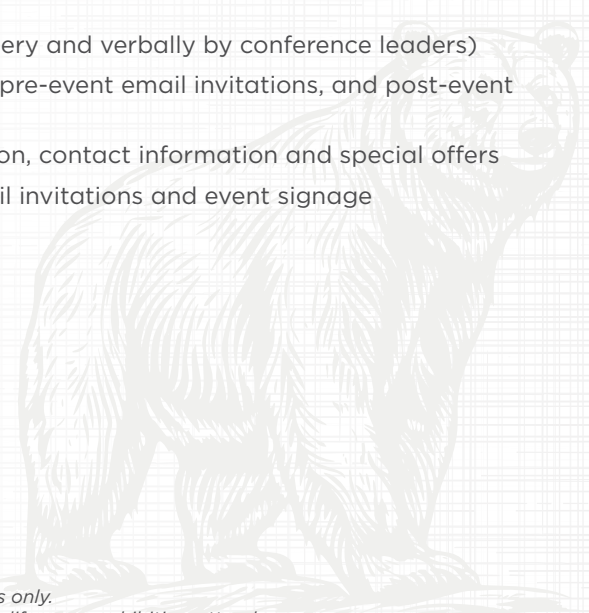 ery and verbally by conference leaders)
pre-event email invitations, and post-event
on, contact information and special offers
il invitations and event signage
s only.